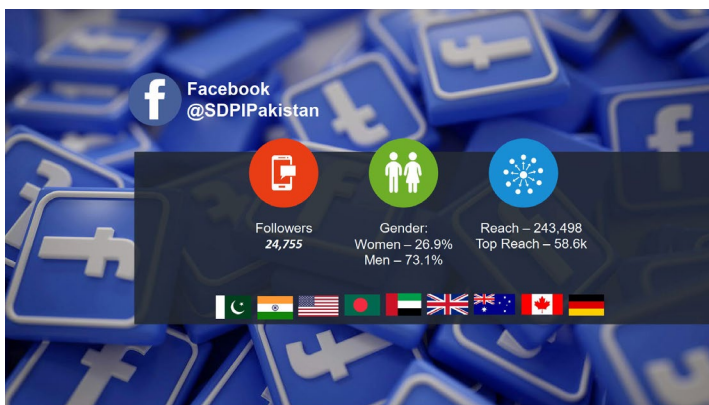 Facebook
@SDPIPakistan
Followers
24,755
Gender:
Women – 26.9%
Men – 73.1%
Reach – 243,498
Top Reach – 58.6k